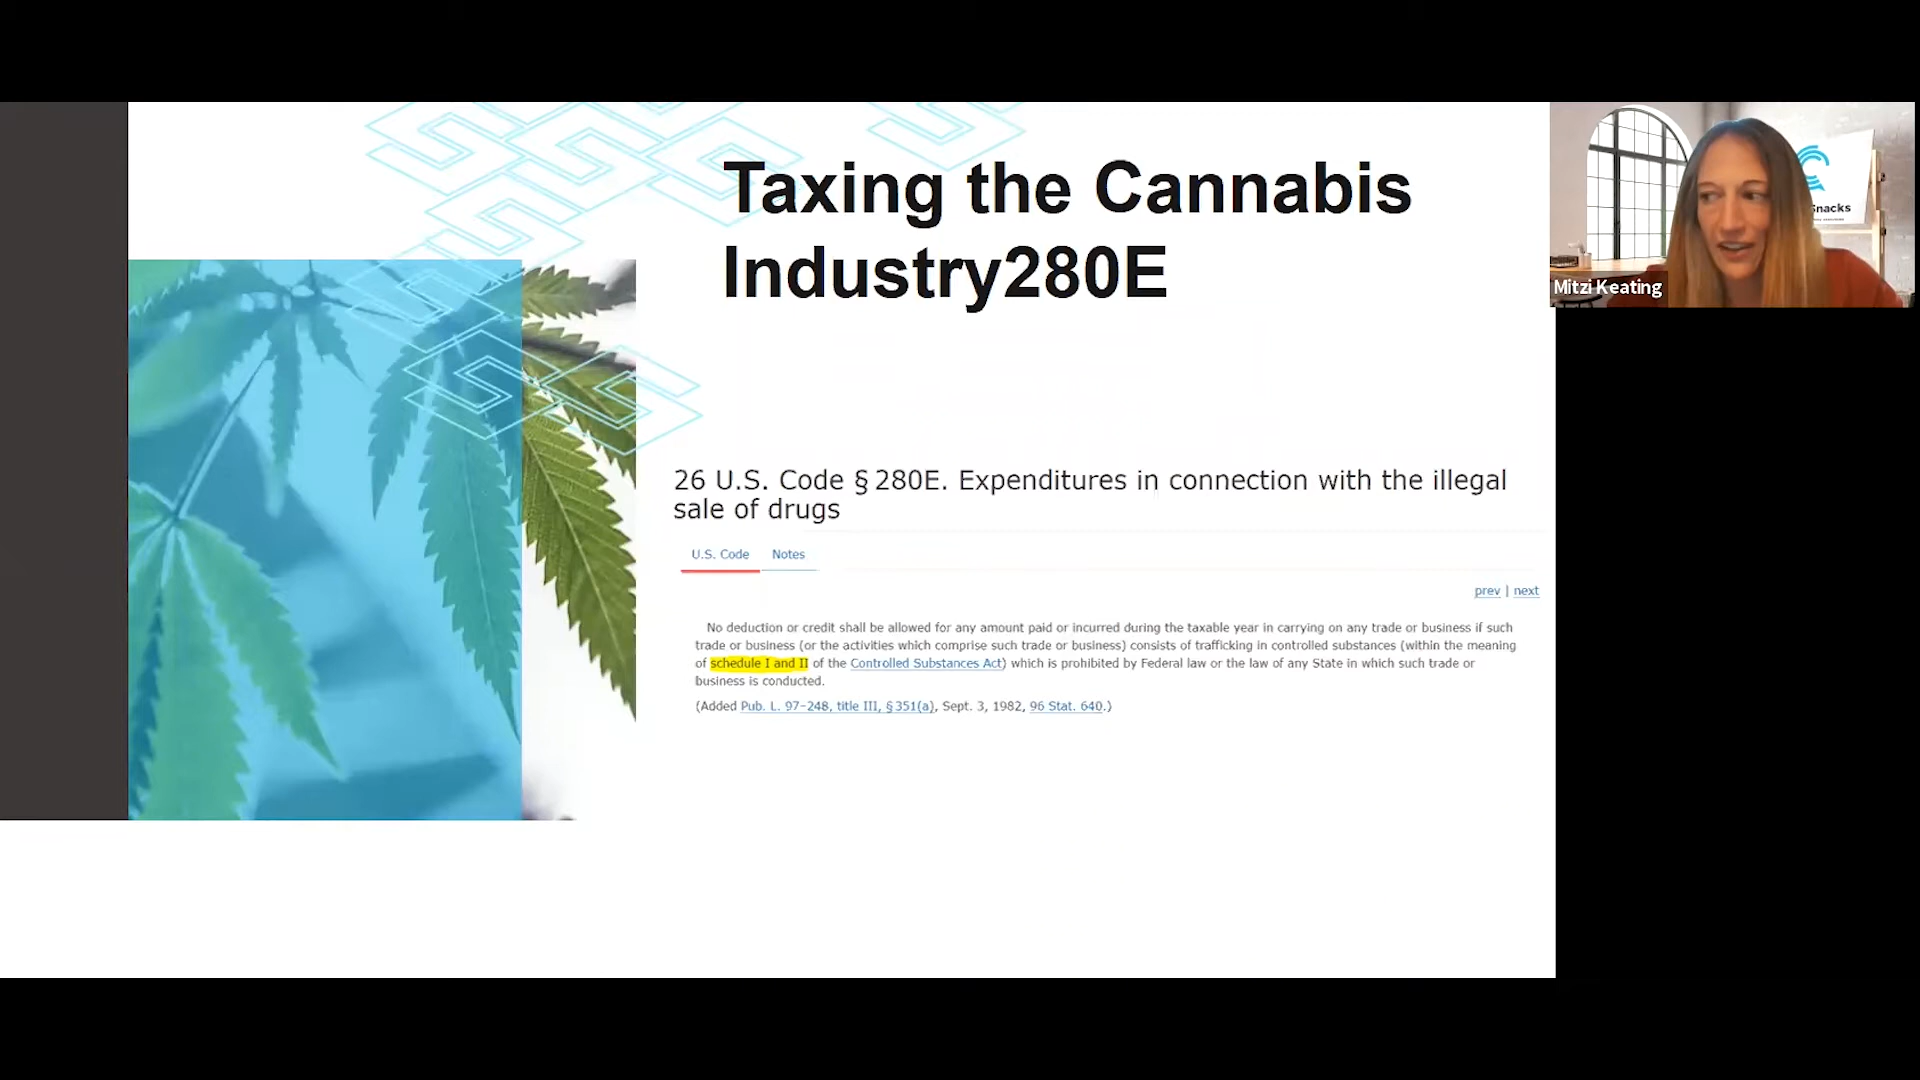 Taxing the Cannabis
Industry280E
Snacks
Mitzi Keating
26 U.S. Code § 280E. Expenditures in connection with the illegal
sale of drugs
U.S. Code Notes
prev | next
No deduction or credit shall be allowed for any amount paid or incurred during the taxable year in carrying on any trade or business if such
trade or business (or the activities which comprise such trade or business) consists of trafficking in controlled substances (within the meaning
of schedule I and II of the Controlled Substances Act) which is prohibited by Federal law or the law of any State in which such trade or
business is conducted.
(Added Pub. L. 97–248, title III, § 351(a), Sept. 3, 1982, 96 Stat. 640.)